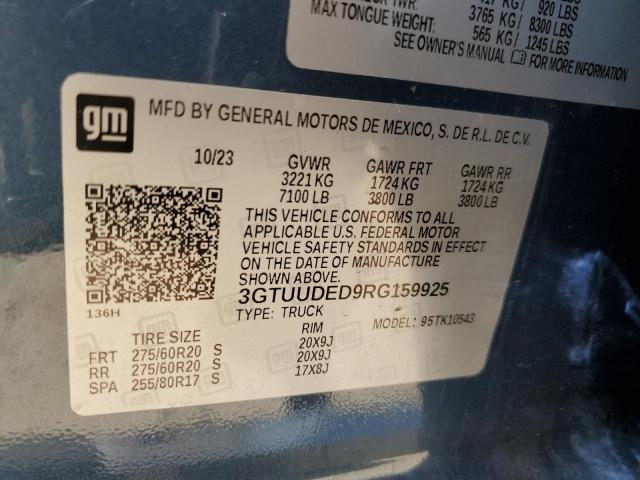 920 LBS
MAX TONGUE WEIGHT: 3765 KG/ 8300 LBS
565 KG/ 1245 LBS
SEE OWNER'S MANUAL FOR MORE INFORMATION
gm
MFD BY GENERAL MOTORS DE MEXICO, S. DE R.L. DE C.V.
10/23 GVWR GAWR FRT GAWR RR
3221 KG 1724 KG 1724 KG
7100 LB 3800 LB 3800 LB
THIS VEHICLE CONFORMS TO ALL
APPLICABLE U.S. FEDERAL MOTOR
VEHICLE SAFETY STANDARDS IN EFFECT
ON THE DATE OF MANUFACTURE
SHOWN ABOVE.
136H
3GTUUDED9RG159925
TYPE: TRUCK MODEL: 95TK10543
TIRE SIZE RIM
FRT 275/60R20 S 20X9J
RR 275/60R20 S 20X9J
SPA 255/80R17 S 17X8J